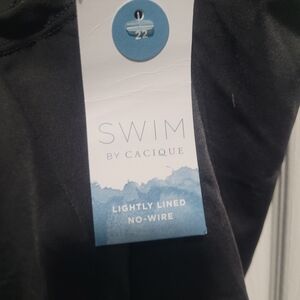 22
SWIM
BY CACIQUE
LIGHTLY LINED
NO-WIRE